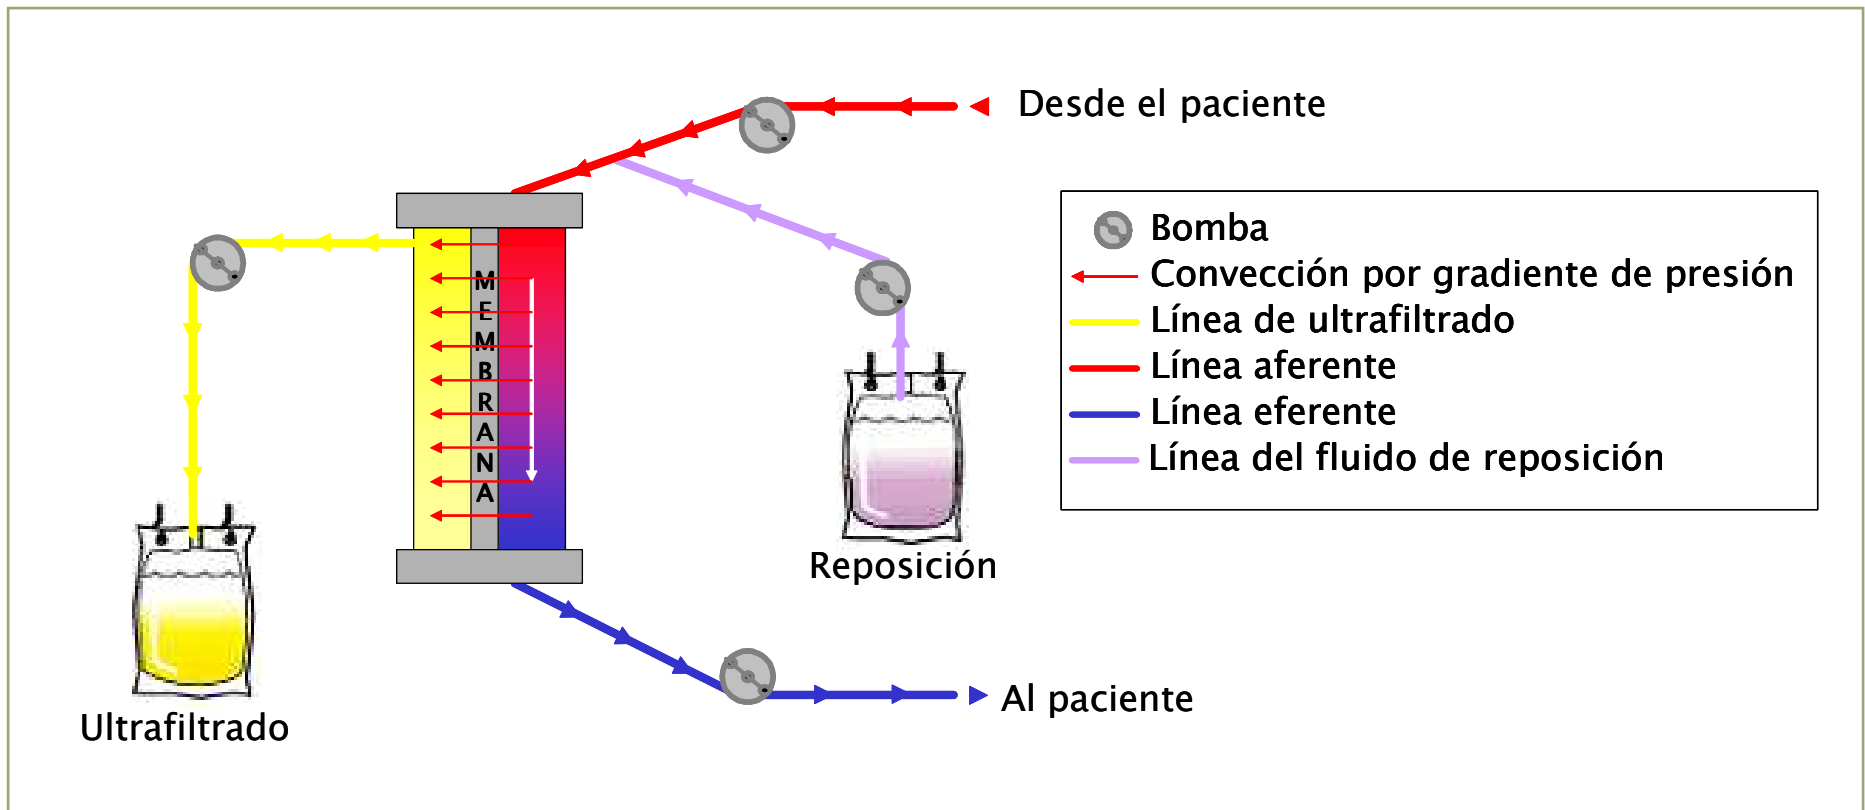 Desde el paciente
Bomba
Convección por gradiente de presión
Línea de ultrafiltrado
Línea aferente
Línea eferente
Línea del fluido de reposición
MEMBRANA
Reposición
Al paciente
Ultrafiltrado